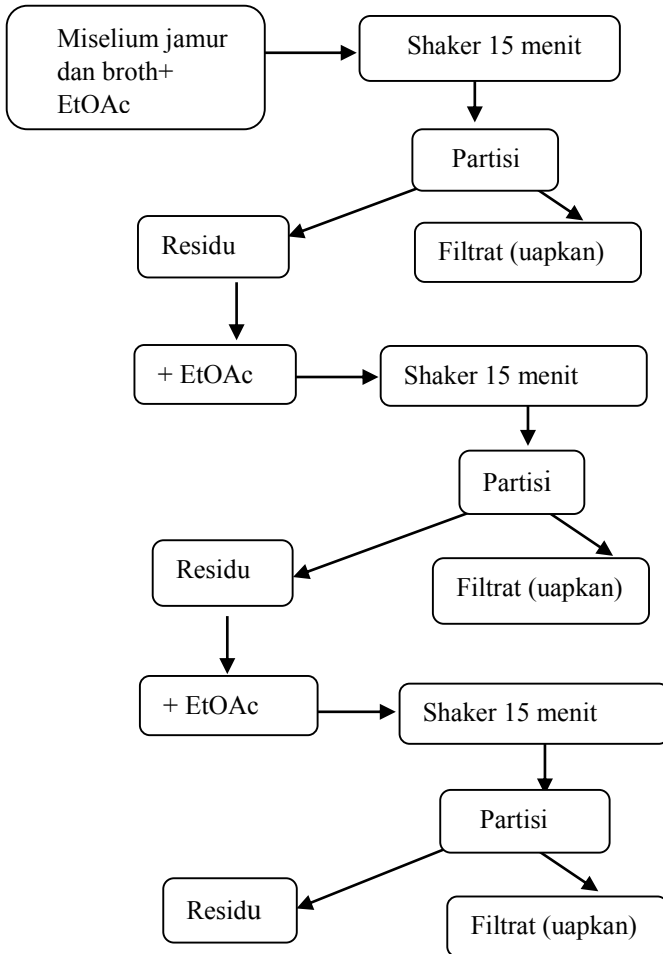 Miselium jamur
dan broth+
EtOAc
Shaker 15 menit
Partisi
Residu
Filtrat (uapkan)
+ EtOAc
Shaker 15 menit
Partisi
Residu
Filtrat (uapkan)
+ EtOAc
Shaker 15 menit
Partisi
Residu
Filtrat (uapkan)